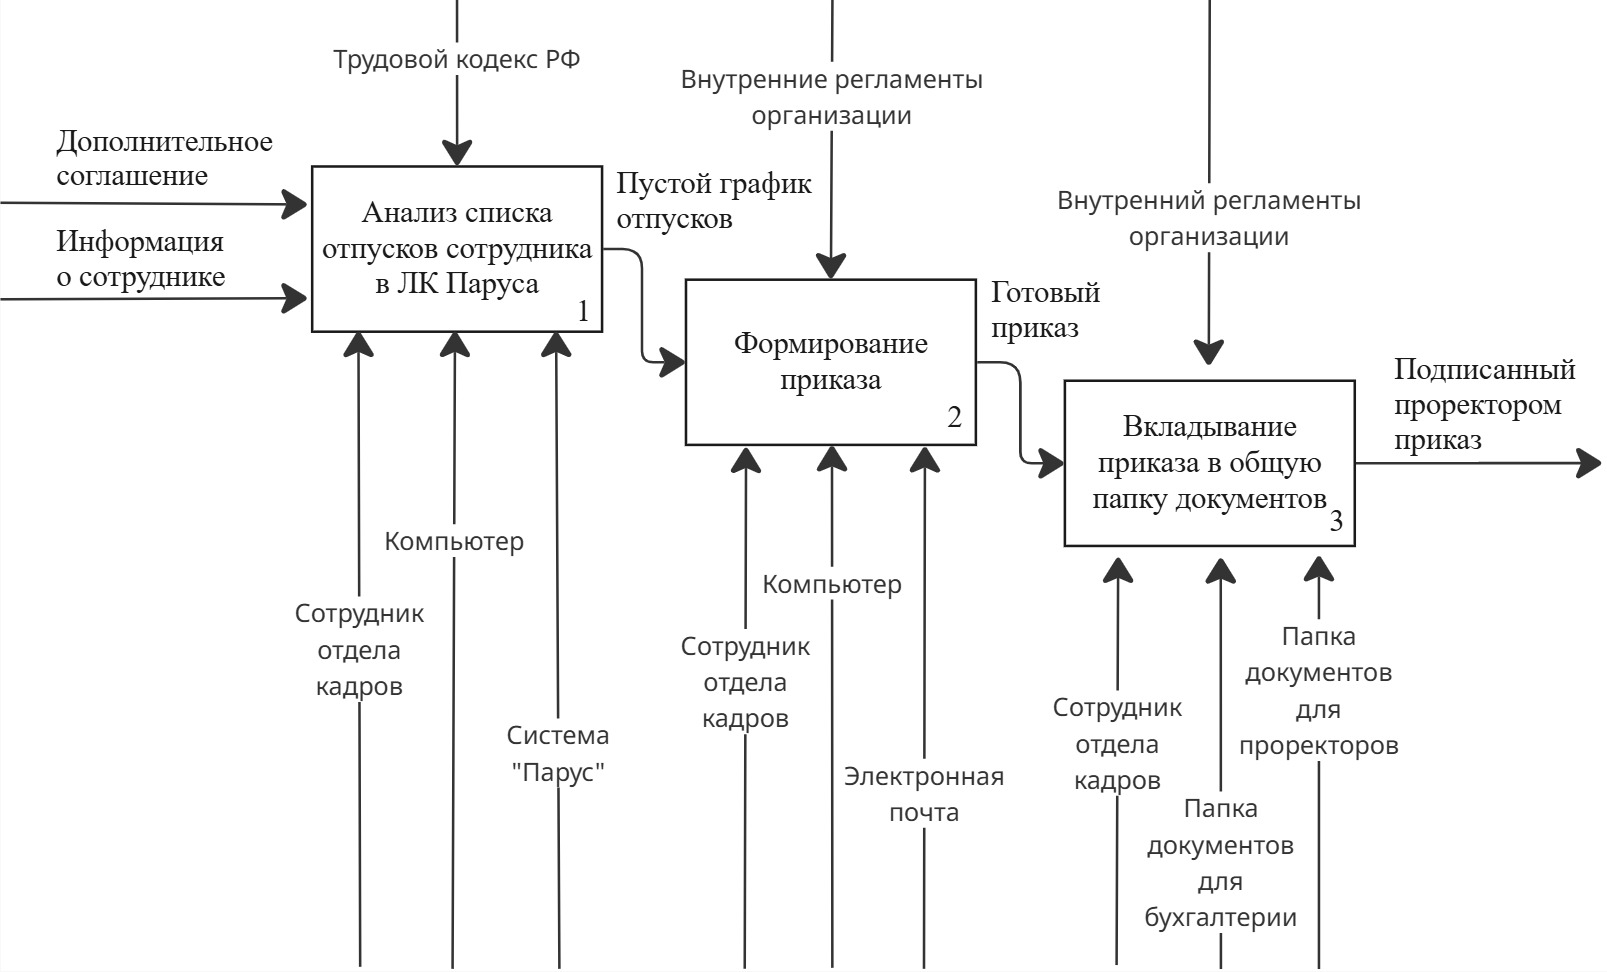 Трудовой кодекс РФ
Внутренние регламенты
организации
Дополнительное
соглашение
Информация
о сотруднике
Анализ списка
отпусков сотрудника
в ЛК Паруса
1
Пустой график
отпусков
Внутренний регламенты
организации
Формирование
приказа
2
Готовый
приказ
Вкладывание
приказа в общую
папку документов
3
Подписанный
проректором
приказ
Сотрудник
отдела
кадров
Компьютер
Система
"Парус"
Сотрудник
отдела
кадров
Компьютер
Электронная
почта
Сотрудник
отдела
кадров
Папка
документов
для
бухгалтерии
Папка
документов
для
проректоров